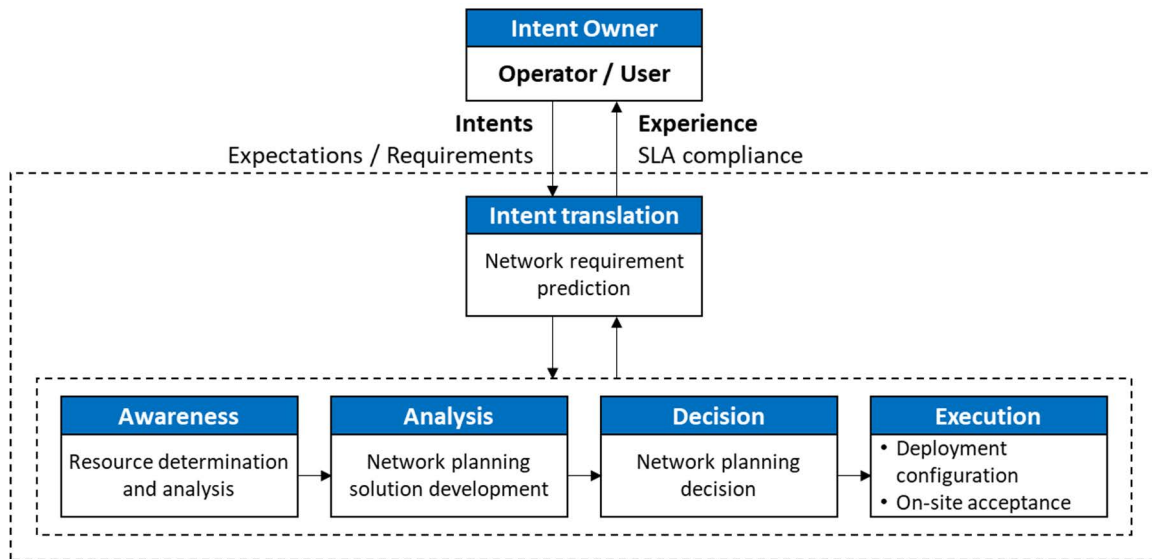 Intent Owner
Operator / User
Intents
Expectations / Requirements
Experience
SLA compliance
Intent translation
Network requirement
prediction
Awareness
Resource determination
and analysis
Analysis
Network planning
solution development
Decision
Network planning
decision
Execution
• Deployment
configuration
• On-site acceptance